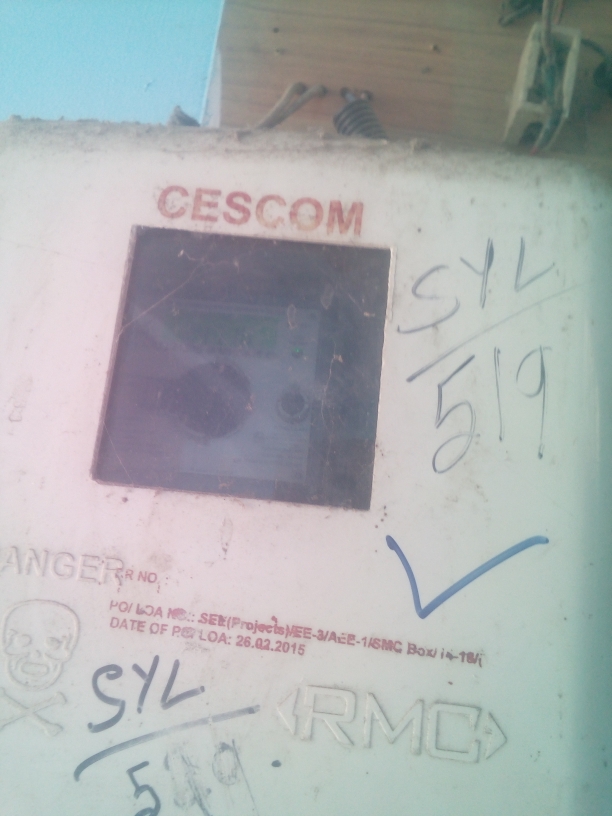 CESCOM
SYL
519
ANGER
R NO
PO/ LOA NO.: SEE(Projects)/EE-3/AEE-1/SMC Box/
DATE OF PO/ LOA: 26.02.2015
SYL
519
RMC